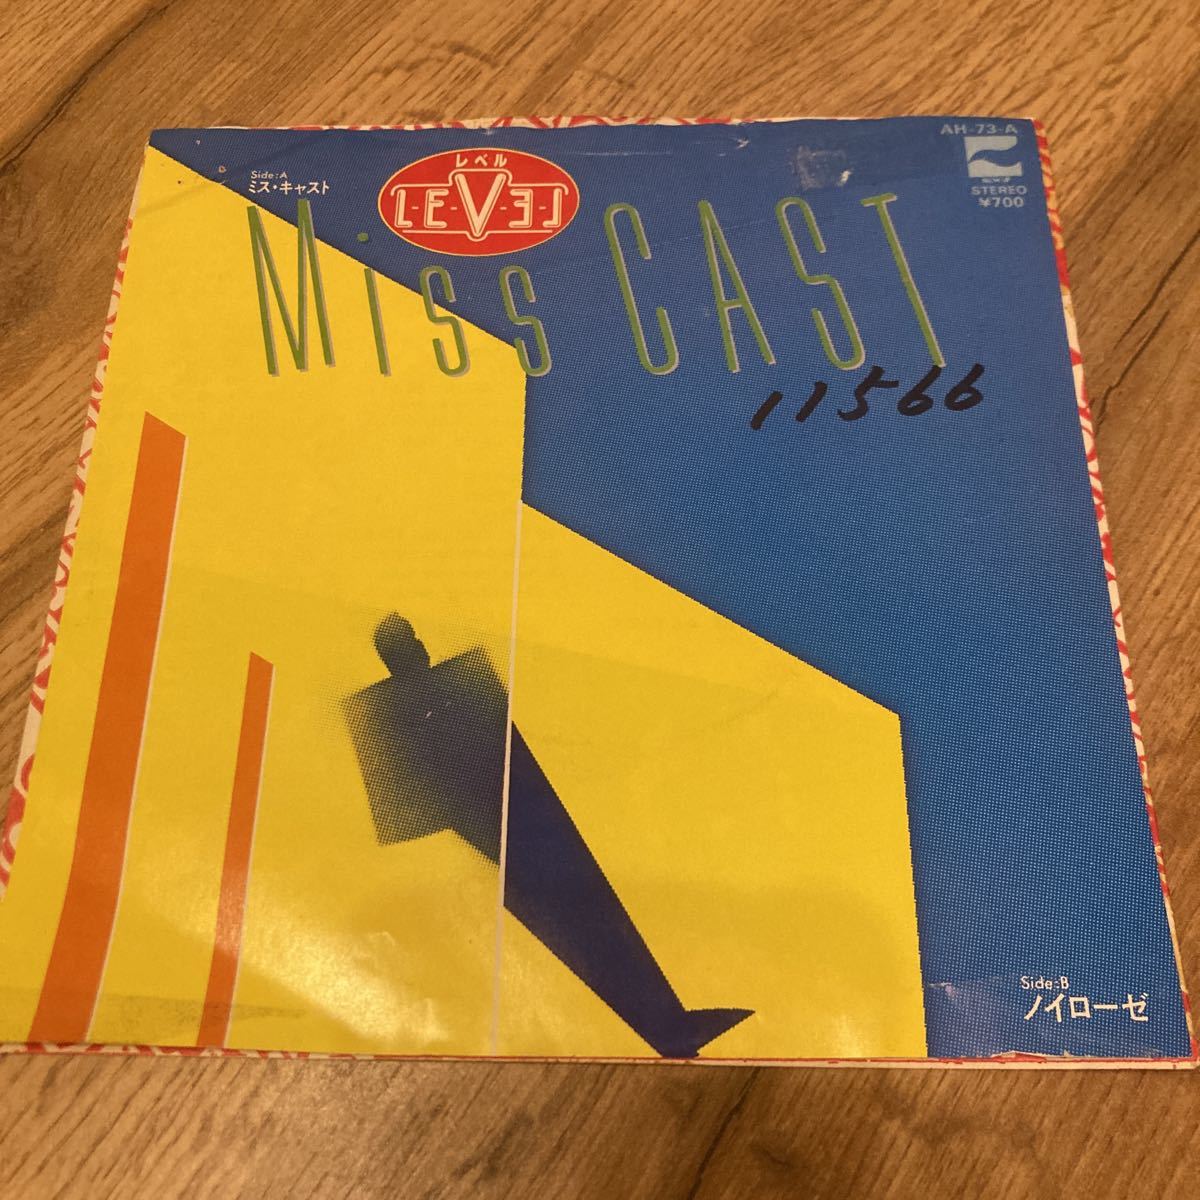 AH-73-A
STEREO
¥700
レベル
L-E-V-E-L
Side:A
ミス・キャスト
Miss CAST
11566
Side:B
ノイローゼ